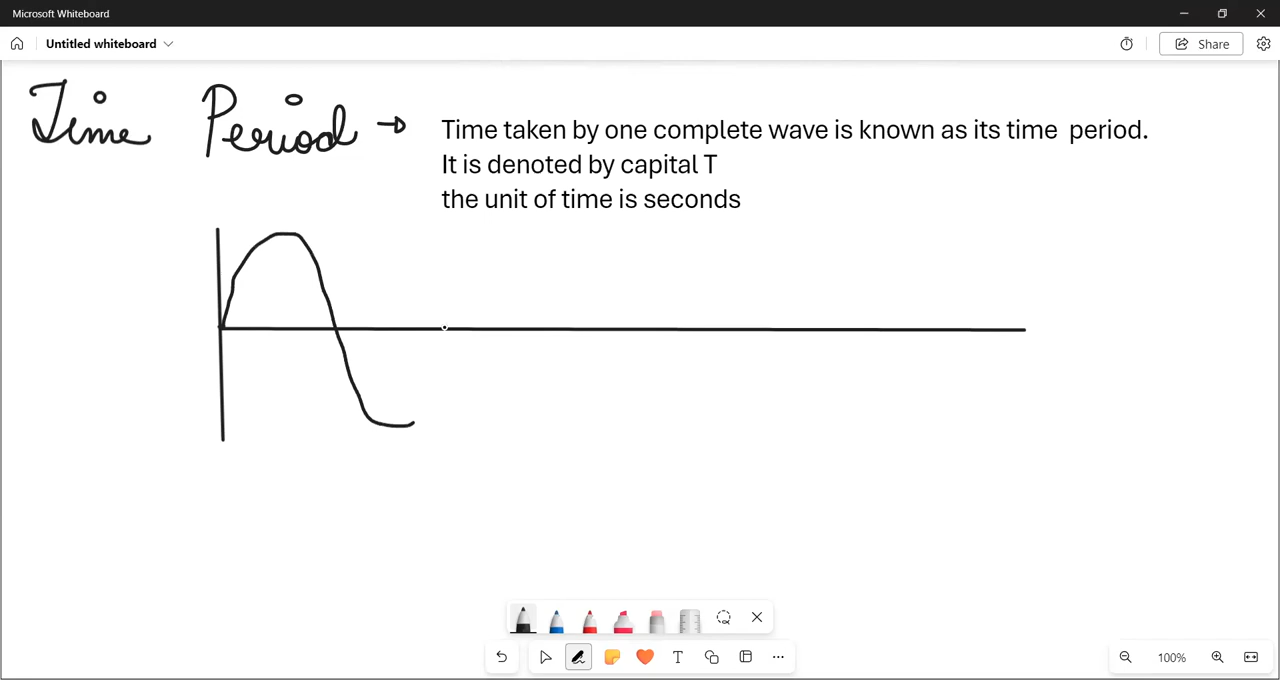 Microsoft Whiteboard
Untitled whiteboard
Share
Time Period →
Time taken by one complete wave is known as its time period.
It is denoted by capital T
the unit of time is seconds
100%